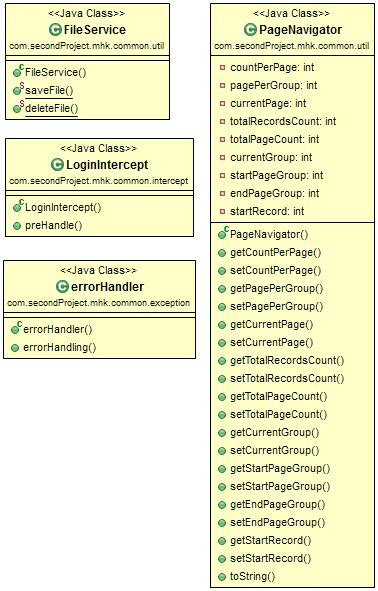 <<Java Class>>
FileService
com.secondProject.mhk.common.util
FileService()
saveFile()
deleteFile()
<<Java Class>>
LoginIntercept
com.secondProject.mhk.common.intercept
LoginIntercept()
preHandle()
<<Java Class>>
errorHandler
com.secondProject.mhk.common.exception
errorHandler()
errorHandling()
<<Java Class>>
PageNavigator
com.secondProject.mhk.common.util
countPerPage: int
pagePerGroup: int
currentPage: int
totalRecordsCount: int
totalPageCount: int
currentGroup: int
startPageGroup: int
endPageGroup: int
startRecord: int
PageNavigator()
getCountPerPage()
setCountPerPage()
getPagePerGroup()
setPagePerGroup()
getCurrentPage()
setCurrentPage()
getTotalRecordsCount()
setTotalRecordsCount()
getTotalPageCount()
setTotalPageCount()
getCurrentGroup()
setCurrentGroup()
getStartPageGroup()
setStartPageGroup()
getEndPageGroup()
setEndPageGroup()
getStartRecord()
setStartRecord()
toString()